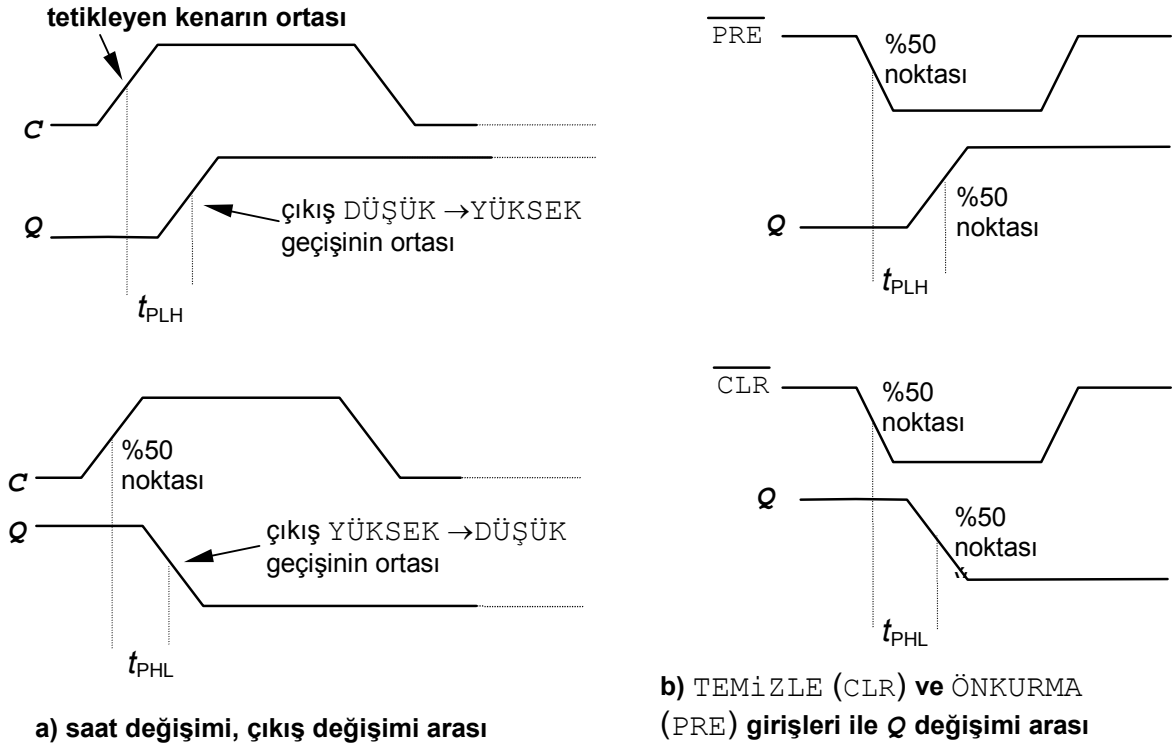 tetikleyen kenarın ortası
C
Q
çıkış DÜŞÜK →YÜKSEK
geçişinin ortası
tPLH
%50
noktası
C
Q
çıkış YÜKSEK →DÜŞÜK
geçişinin ortası
tPHL
a) saat değişimi, çıkış değişimi arası
PRE
%50
noktası
%50
noktası
Q
tPLH
CLR
%50
noktası
Q
%50
noktası
tPHL
b) TEMiZLE (CLR) ve ÖNKURMA
(PRE) girişleri ile Q değişimi arası